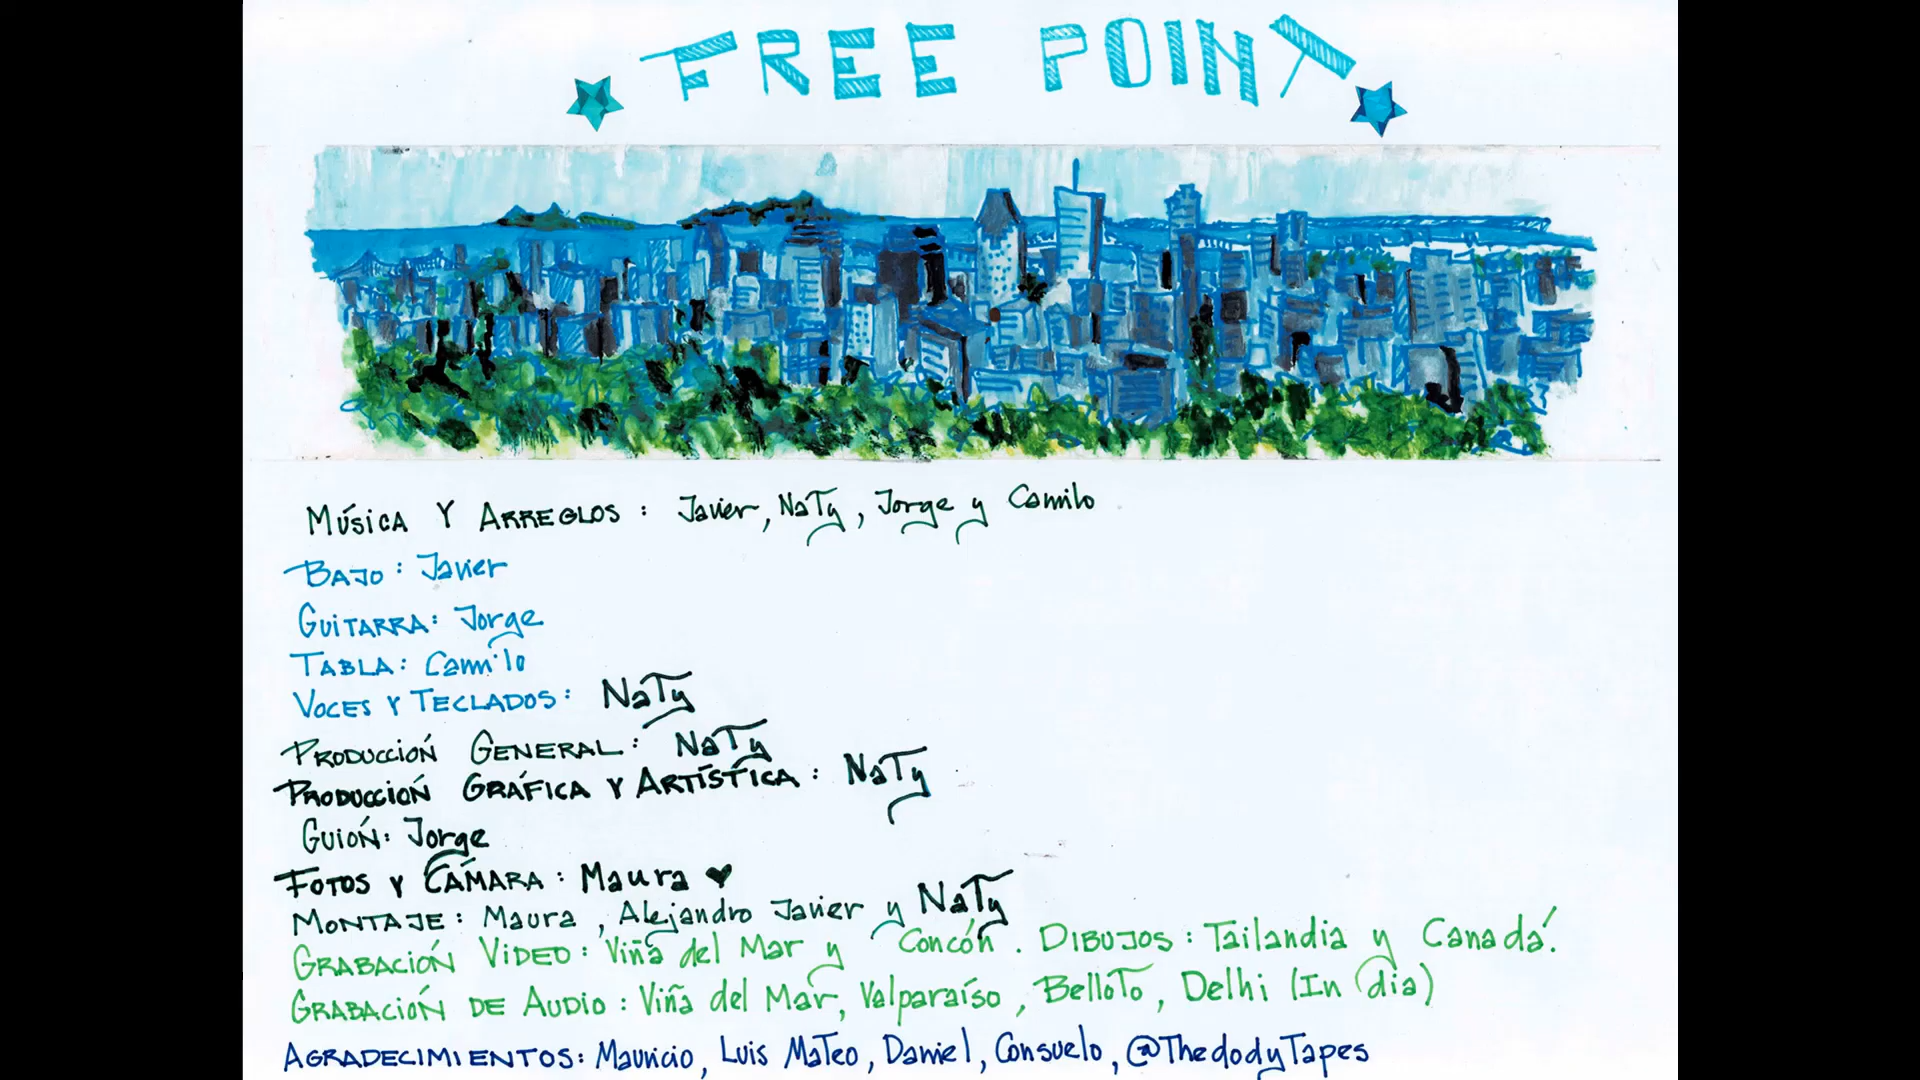 FREE POINT
MÚSICA Y ARREGLOS : Javier, NaTy, Jorge y Camilo
BAJO : Javier
GUITARRA: Jorge
TABLA: Camilo
VOCES Y TECLADOS: NaTy
PRODUCCIÓN GENERAL: NaTy
PRODUCCIÓN GRÁFICA Y ARTÍSTICA : NaTy
GUIÓN: Jorge
FOTOS Y CÁMARA : Maura ♥
MONTAJE: Maura, Alejandro Javier y NaTy
GRABACIÓN VIDEO: Viña del Mar y Concón. DIBUJOS: Tailandia y Canadá.
GRABACIÓN DE AUDIO: Viña del Mar, Valparaíso, BelloTo, Delhi (India)
AGRADECIMIENTOS: Mauricio, Luis MaTeo, Daniel, Consuelo, @ThedodyTapes